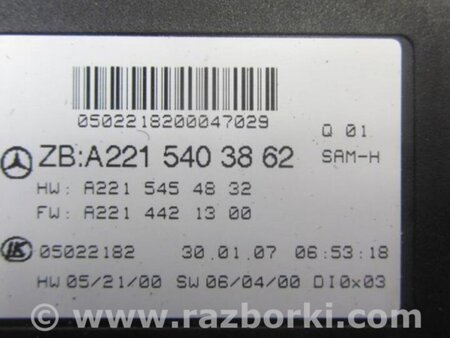 0502218200047029
Q 01
ZB:A221 540 38 62
SAM-H
HW: A221 545 48 32
FW: A221 442 13 00
05022182 30.01.07 06:53:18
HW 05/21/00 SW 06/04/00 DI0x03
© www.razborki.com